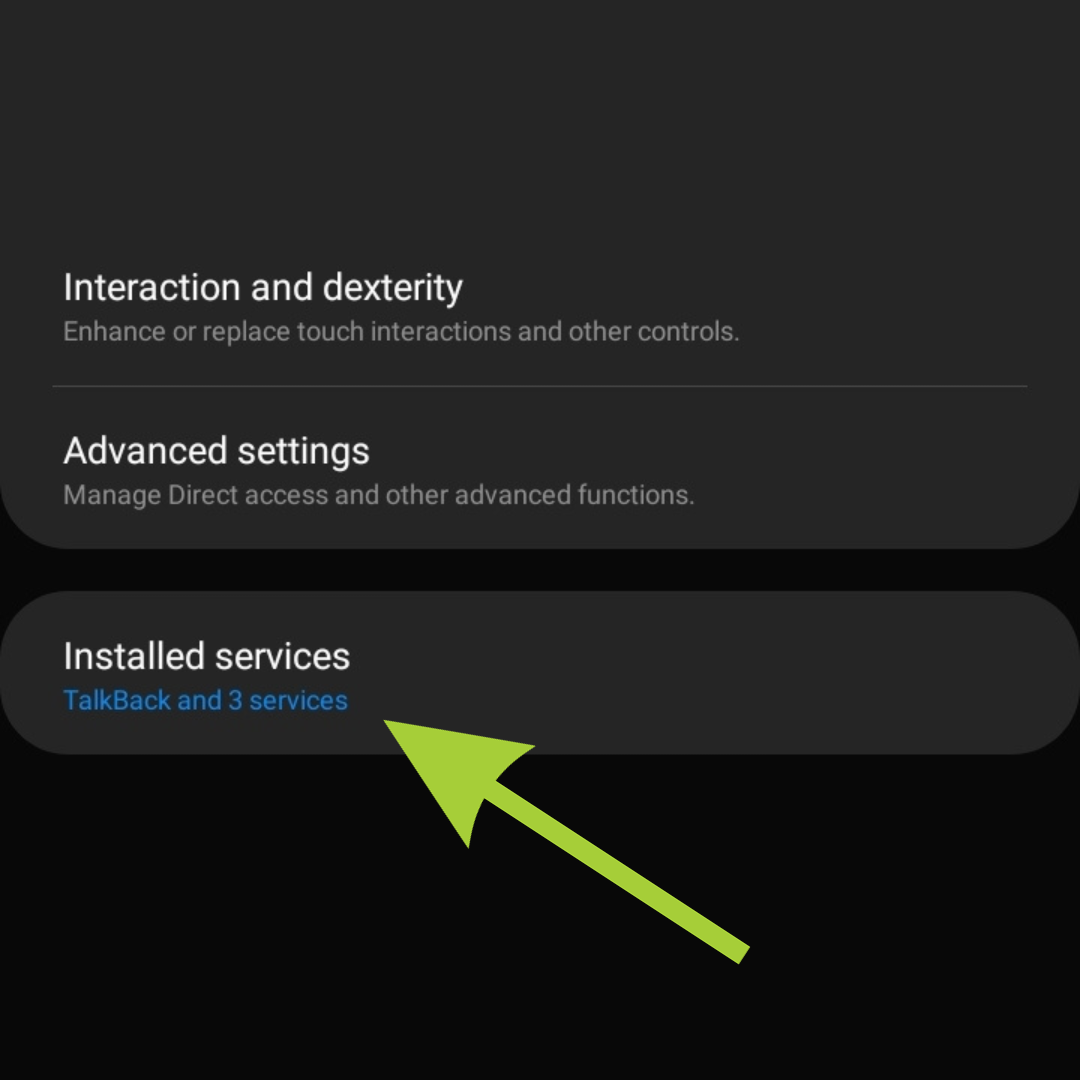 Interaction and dexterity
Enhance or replace touch interactions and other controls.
Advanced settings
Manage Direct access and other advanced functions.
Installed services
TalkBack and 3 services